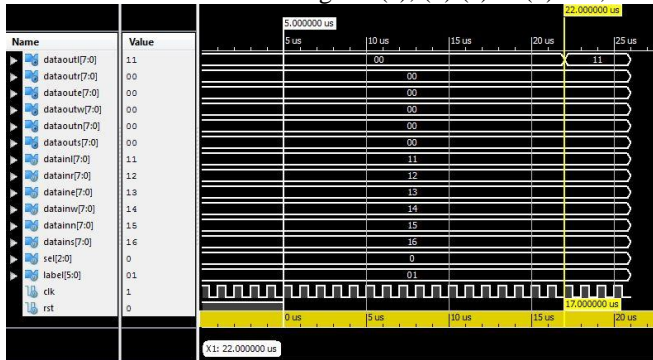 22.000000 us
5.000000 us
Name Value 5 us 10 us 15 us 20 us 25 us
dataoutl[7:0] 11 00 11
dataoutr[7:0] 00 00
dataoute[7:0] 00 00
dataoutw[7:0] 00 00
dataoutn[7:0] 00 00
dataouts[7:0] 00 00
datainl[7:0] 11 11
datainr[7:0] 12 12
dataine[7:0] 13 13
datainw[7:0] 14 14
datainn[7:0] 15 15
datains[7:0] 16 16
sel[2:0] 0 0
label[5:0] 01 01
clk 1
rst 0 17.000000 us
0 us 5 us 10 us 15 us 20 us
X1: 22.000000 us